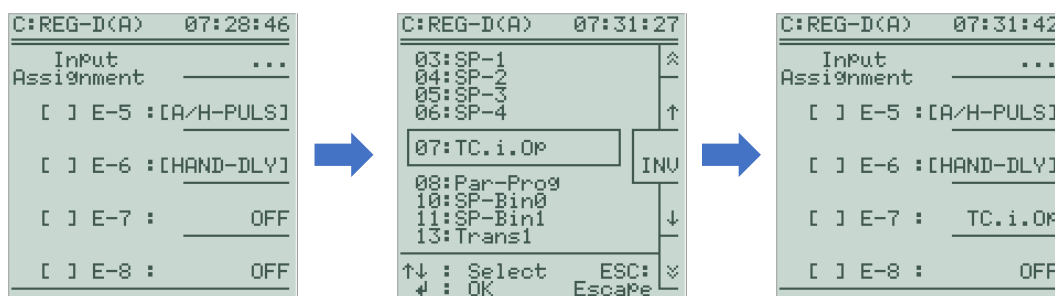 C:REG-D(A) 07:28:46
Input ...
Assignment
[ ] E-5 :[A/H-PULS]
[ ] E-6 :[HAND-DLY]
[ ] E-7 : OFF
[ ] E-8 : OFF
C:REG-D(A) 07:31:27
03:SP-1
04:SP-2
05:SP-3
06:SP-4
07:TC.i.Op
INV
08:Par-Prog
10:SP-Bin0
11:SP-Bin1
13:Trans1
↑↓ : Select ESC:
↲ : OK Escape
C:REG-D(A) 07:31:42
Input ...
Assignment
[ ] E-5 :[A/H-PULS]
[ ] E-6 :[HAND-DLY]
[ ] E-7 : TC.i.Op
[ ] E-8 : OFF